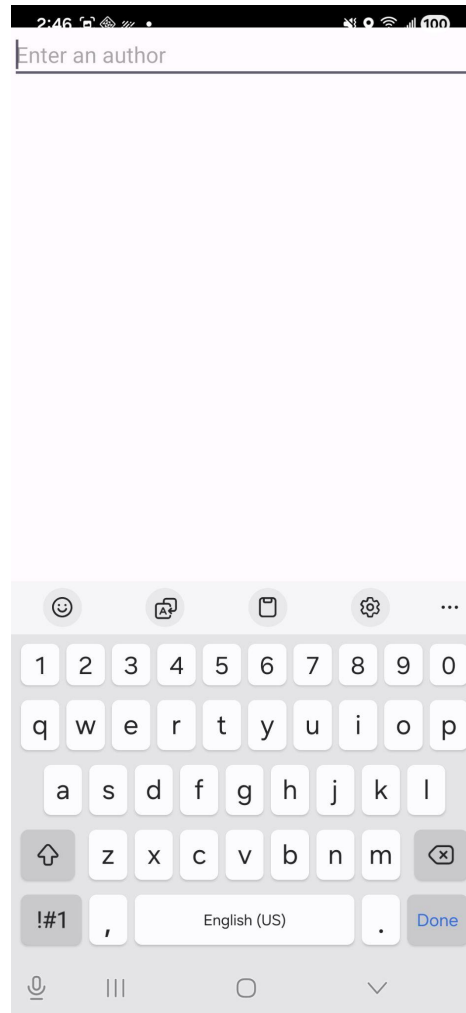 2:46 100
Enter an author
1 2 3 4 5 6 7 8 9 0
q w e r t y u i o p
a s d f g h j k l
z x c v b n m
!#1 , English (US) . Done